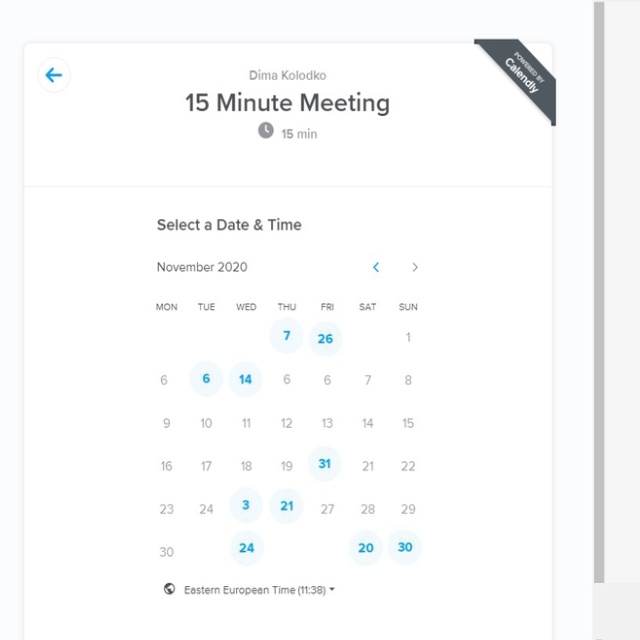 POWERED BY
Calendly
Dima Kolodko
15 Minute Meeting
15 min
Select a Date & Time
November 2020
MON TUE WED THU FRI SAT SUN
7 26 1
6 6 14 6 6 7 8
9 10 11 12 13 14 15
16 17 18 19 31 21 22
23 24 3 21 27 28 29
30 24 20 30
Eastern European Time (11:38)